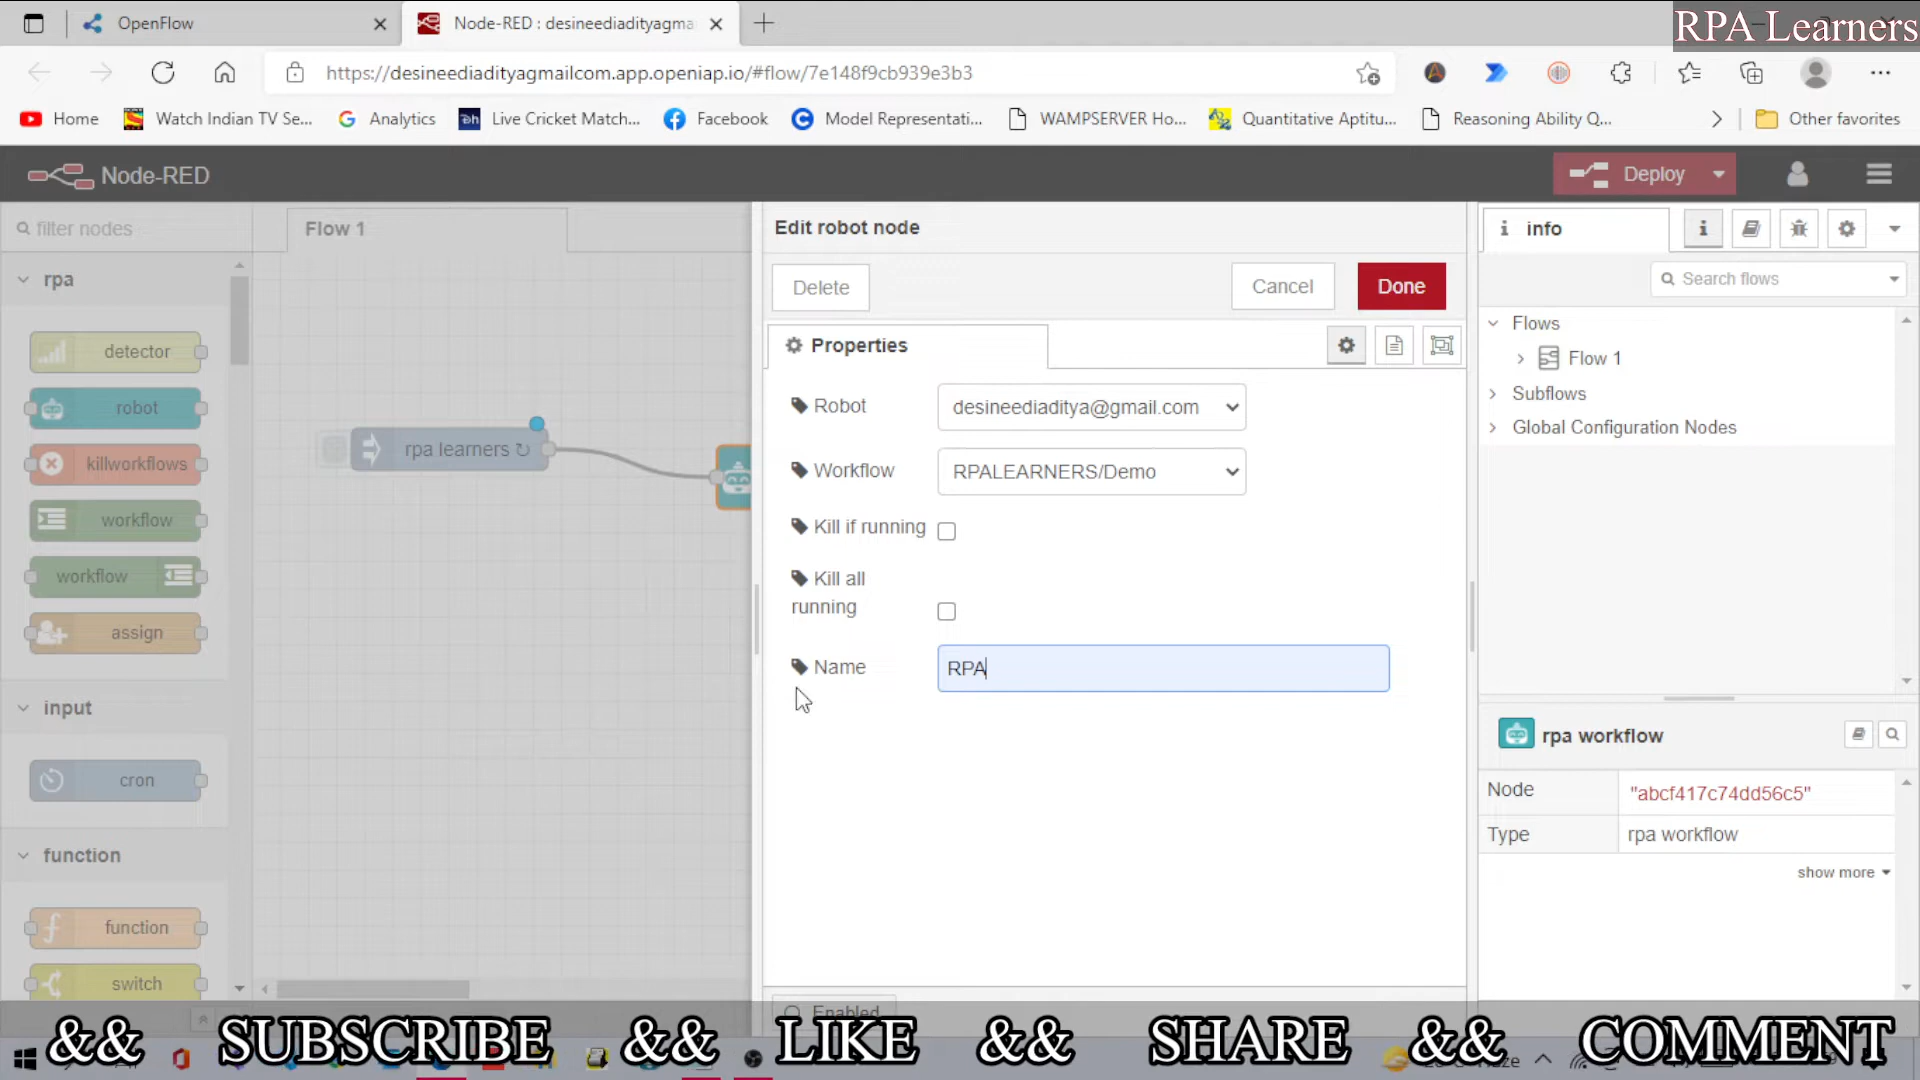 OpenFlow
Node-RED : desineediadityagma
RPA Learners
https://desineediadityagmailcom.app.openiap.io/#flow/7e148f9cb939e3b3
Home
Watch Indian TV Se...
Analytics
Live Cricket Match...
Facebook
Model Representati...
WAMPSERVER Ho...
Quantitative Aptitu...
Reasoning Ability Q...
Other favorites
Node-RED
Deploy
filter nodes
Flow 1
Edit robot node
info
rpa
Delete
Cancel
Done
Search flows
detector
robot
killworkflows
workflow
workflow
assign
input
cron
function
function
switch
rpa learners
Properties
Robot
desineediaditya@gmail.com
Workflow
RPALEARNERS/Demo
Kill if running
Kill all
running
Name
RPA
Enabled
Flows
Flow 1
Subflows
Global Configuration Nodes
rpa workflow
Node
"abcf417c74dd56c5"
Type
rpa workflow
show more
&& SUBSCRIBE && LIKE && SHARE && COMMENT